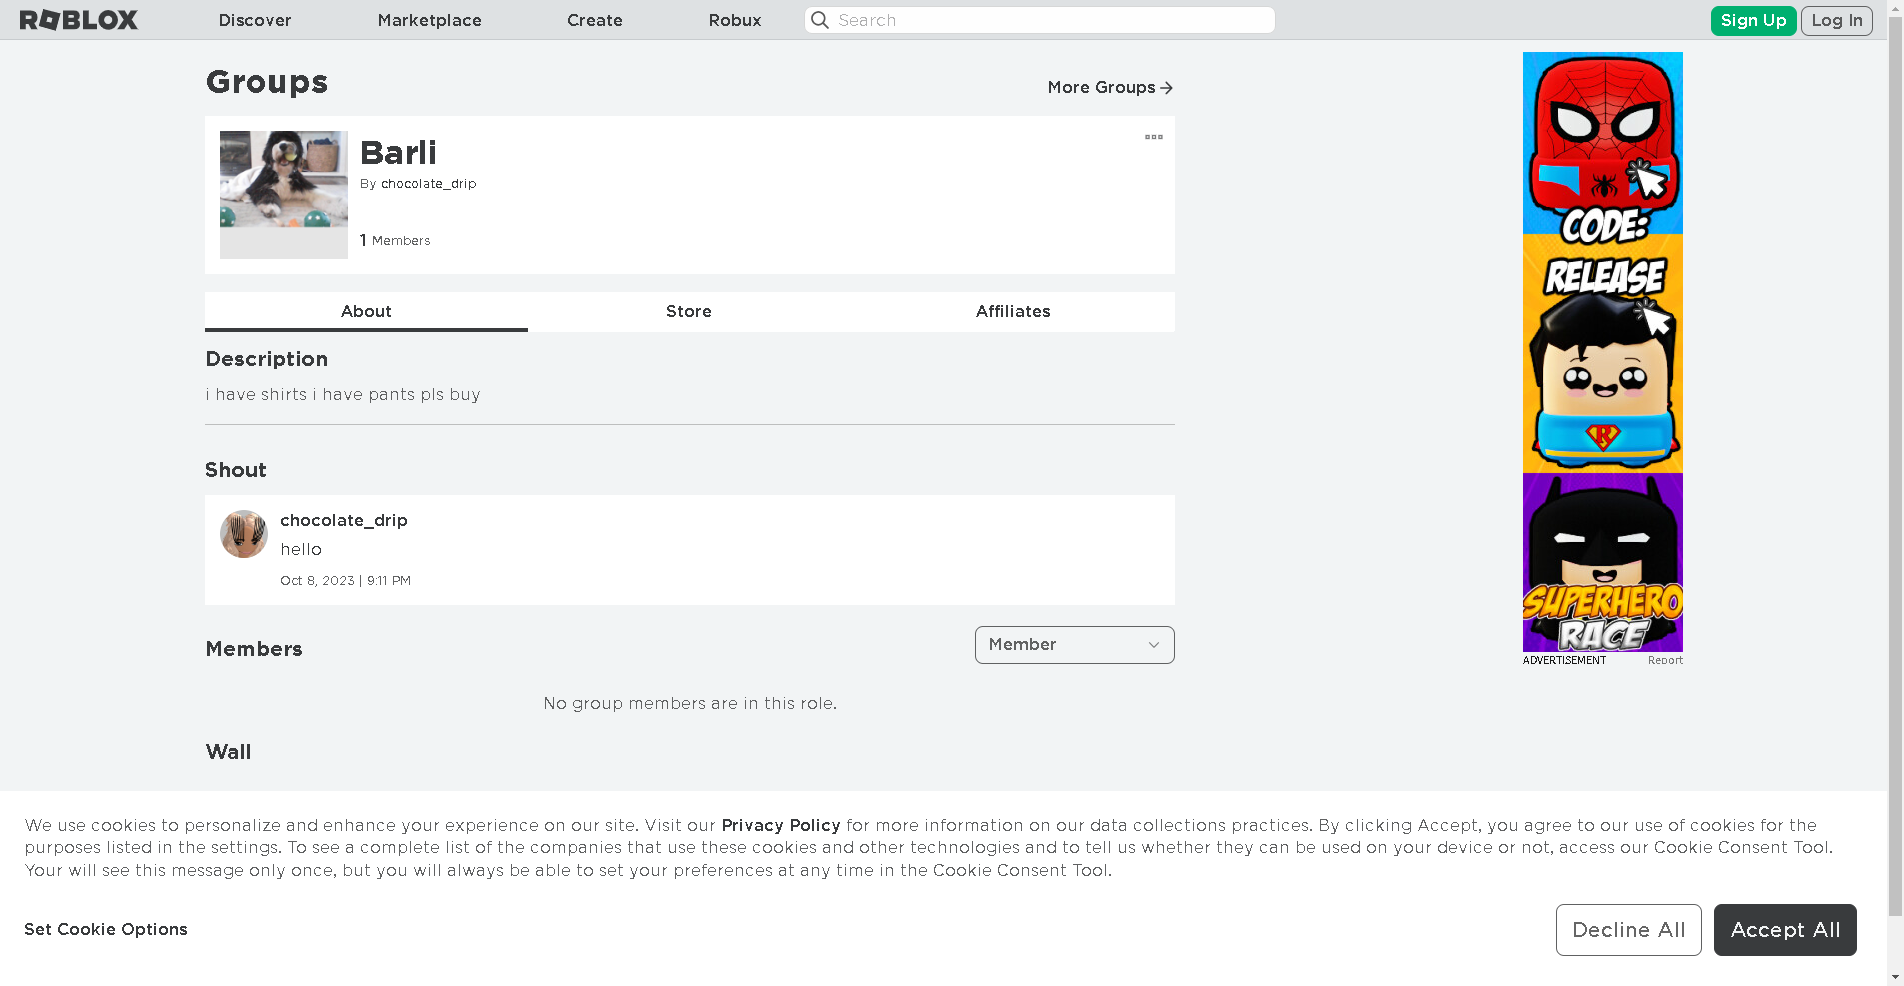 ROBLOX
Discover
Marketplace
Create
Robux
Search
Sign Up
Log In
Groups
More Groups
Barli
By chocolate_drip
1 Members
About
Store
Affiliates
Description
i have shirts i have pants pls buy
Shout
chocolate_drip
hello
Oct 8, 2023 | 9:11 PM
Members
Member
No group members are in this role.
Wall
CODE:
RELEASE
R
SUPERHERO
RACE
ADVERTISEMENT
Report
We use cookies to personalize and enhance your experience on our site. Visit our Privacy Policy for more information on our data collections practices. By clicking Accept, you agree to our use of cookies for the
purposes listed in the settings. To see a complete list of the companies that use these cookies and other technologies and to tell us whether they can be used on your device or not, access our Cookie Consent Tool.
Your will see this message only once, but you will always be able to set your preferences at any time in the Cookie Consent Tool.
Set Cookie Options
Decline All
Accept All